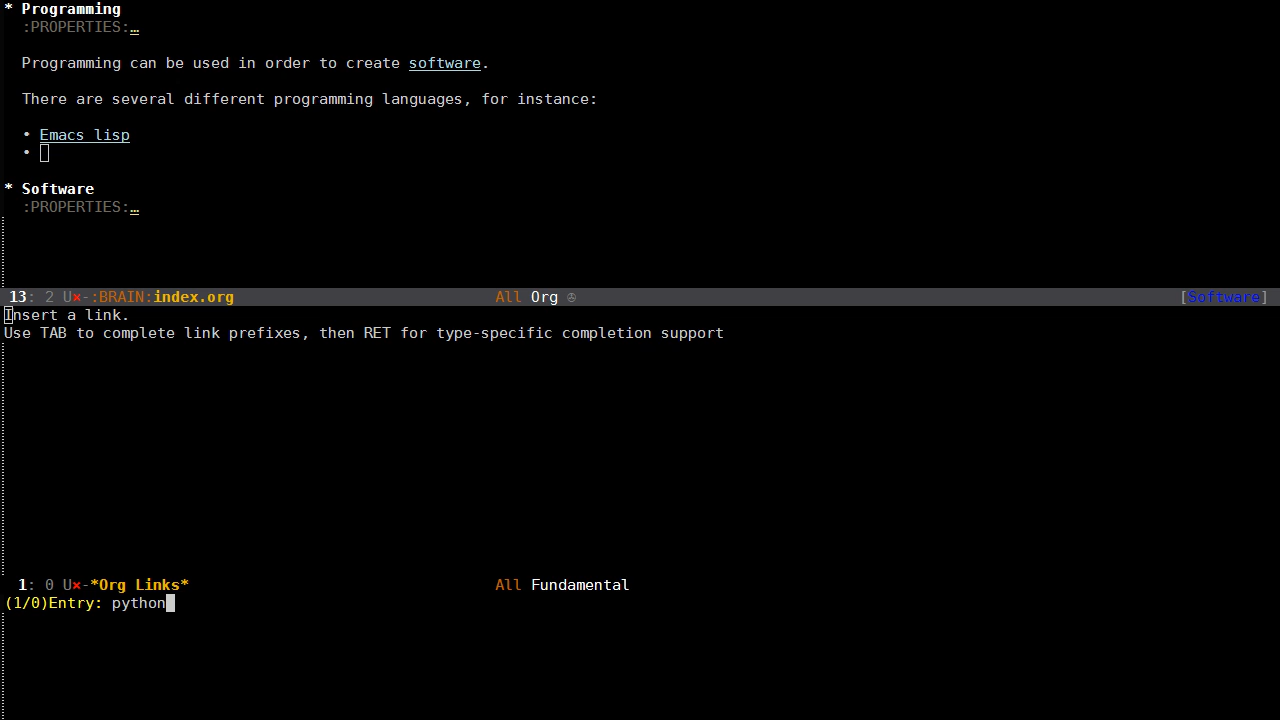 * Programming
:PROPERTIES:…
Programming can be used in order to create software.
There are several different programming languages, for instance:
• Emacs lisp
•
* Software
:PROPERTIES:…
13: 2 U×-:BRAIN:index.org All Org ✇ [Software]
Insert a link.
Use TAB to complete link prefixes, then RET for type-specific completion support
1: 0 U×-*Org Links* All Fundamental
(1/0)Entry: python